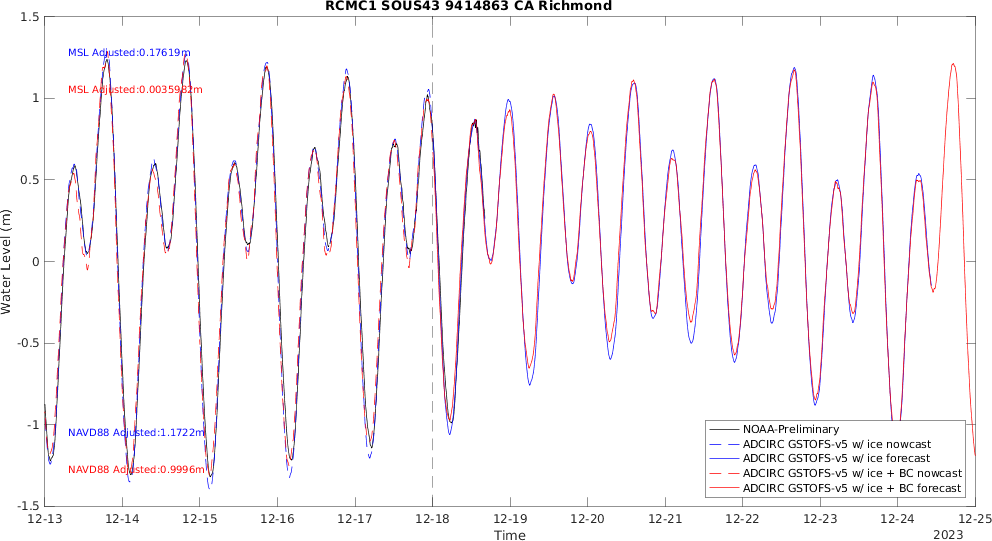 RCMC1 SOUS43 9414863 CA Richmond
1.5
MSL Adjusted:0.17619m
MSL Adjusted:0.0035982m
1
0.5
0
-0.5
-1
-1.5
Water Level (m)
NAVD88 Adjusted:1.1722m
NAVD88 Adjusted:0.9996m
NOAA-Preliminary
ADCIRC GSTOFS-v5 w/ ice nowcast
ADCIRC GSTOFS-v5 w/ ice forecast
ADCIRC GSTOFS-v5 w/ ice + BC nowcast
ADCIRC GSTOFS-v5 w/ ice + BC forecast
12-13 12-14 12-15 12-16 12-17 12-18 12-19 12-20 12-21 12-22 12-23 12-24 12-25
Time
2023